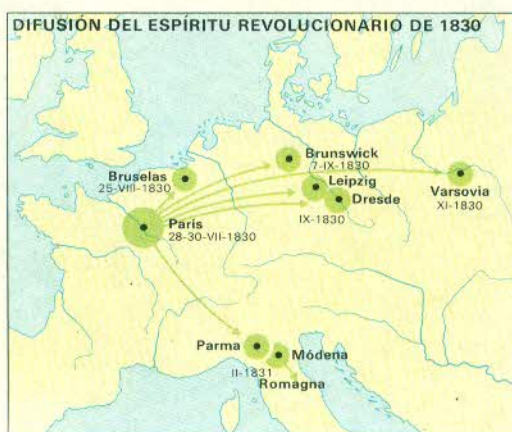 DIFUSIÓN DEL ESPÍRITU REVOLUCIONARIO DE 1830
Bruselas
25-VIII-1830
Brunswick
7-IX-1830
Leipzig
Dresde
IX-1830
Varsovia
XI-1830
París
28-30-VII-1830
Parma
Módena
II-1831
Romagna